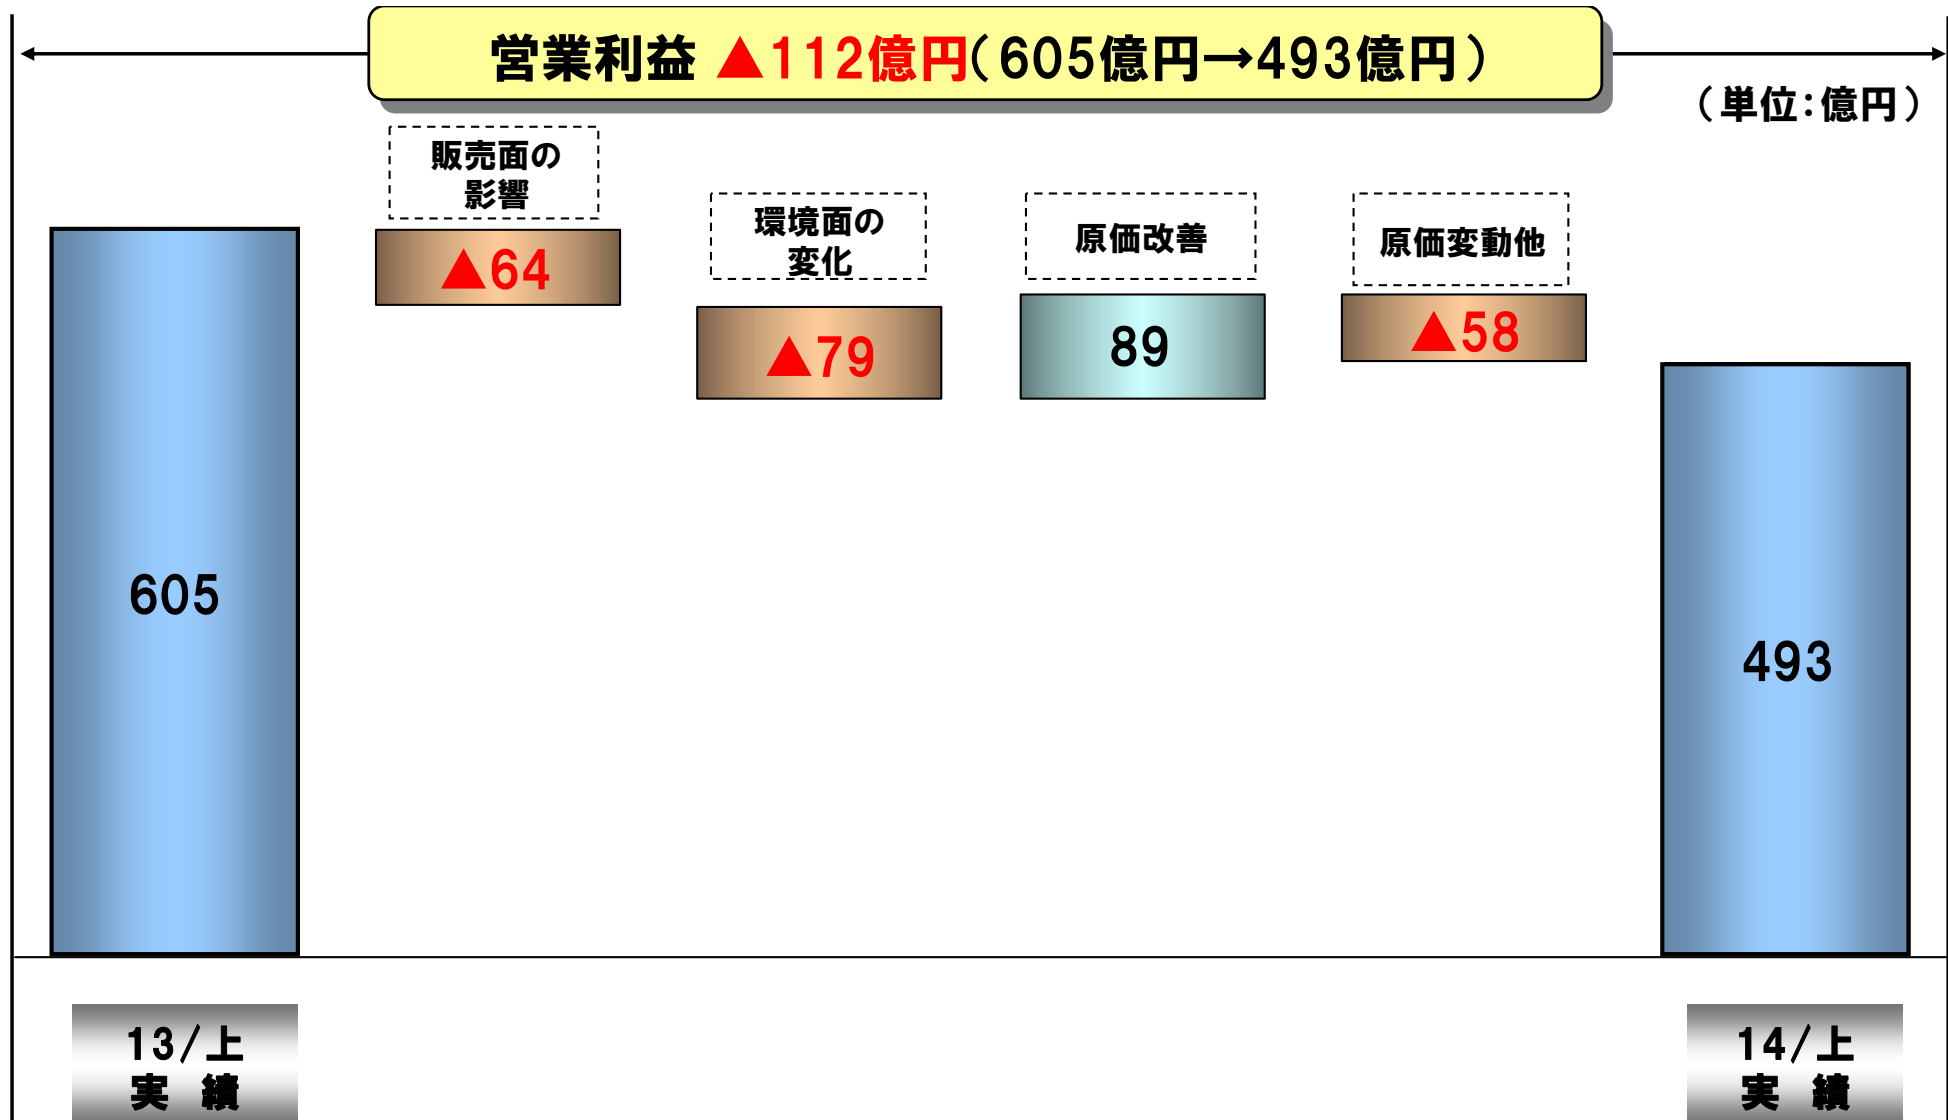 営業利益 ▲112億円(605億円→493億円)
(単位:億円)
販売面の
影響
▲64
環境面の
変化
▲79
原価改善
89
原価変動他
▲58
605
493
13/上
実 績
14/上
実 績